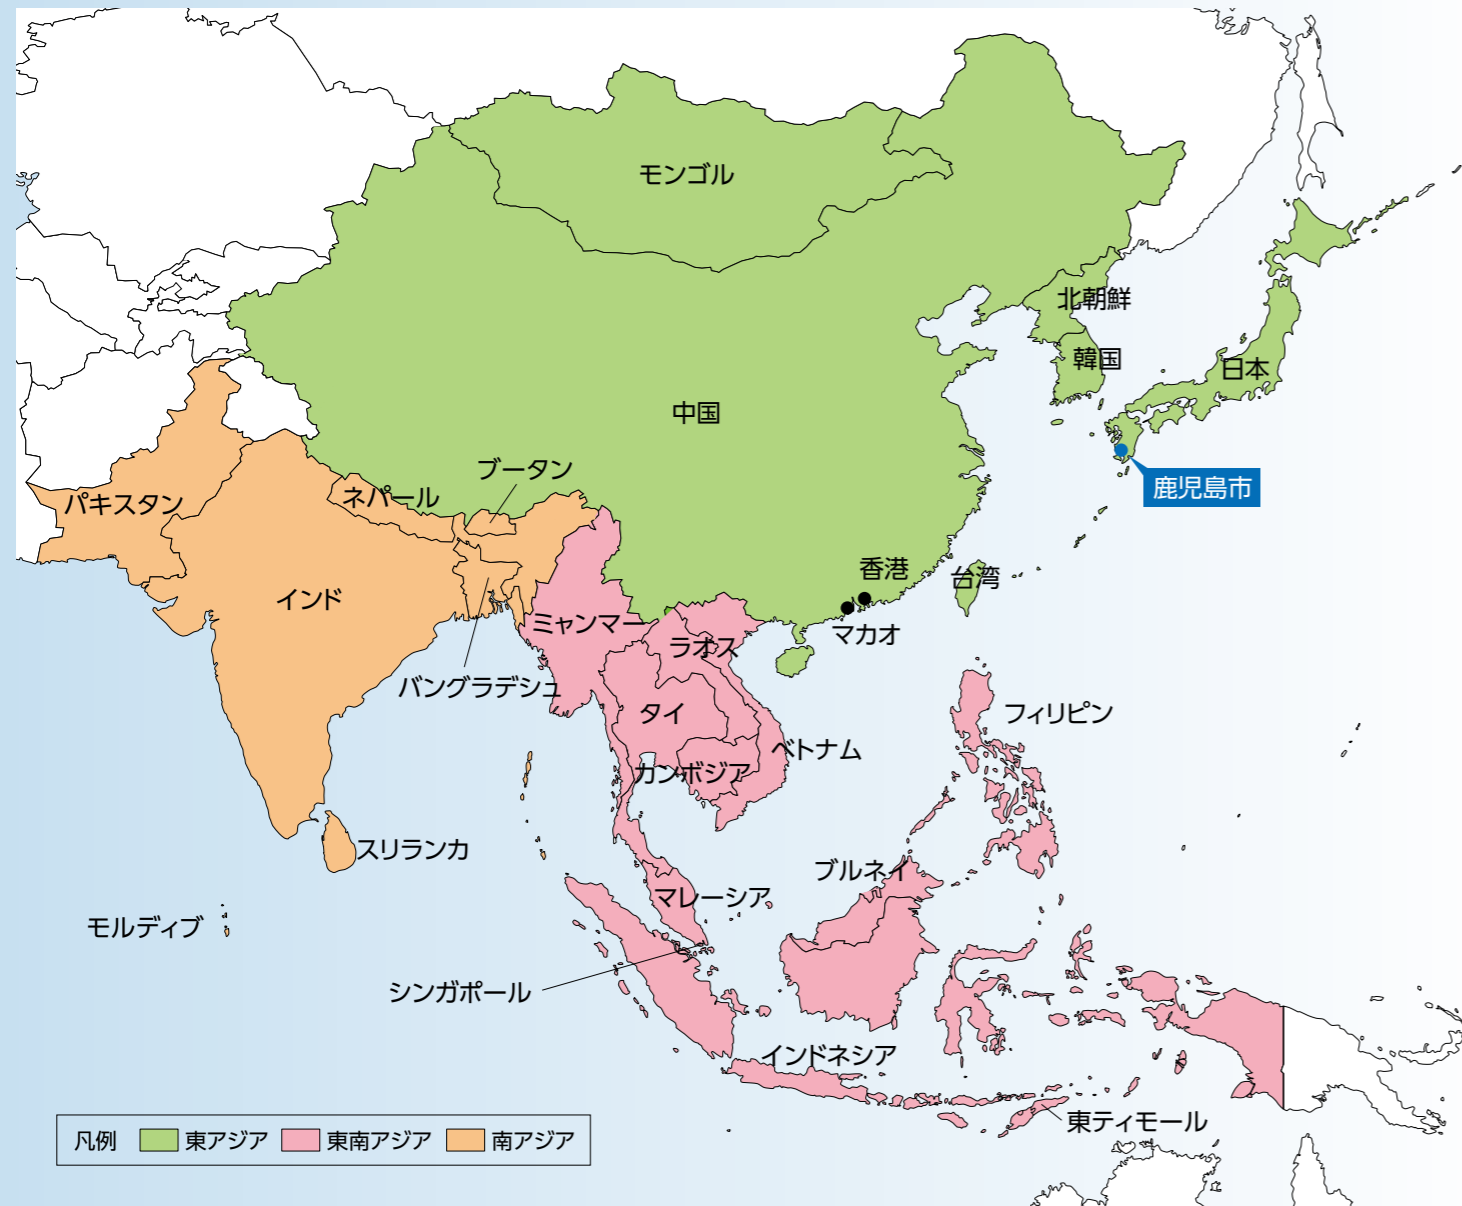 モンゴル
北朝鮮
韓国
日本
中国
ブータン
ネパール
パキスタン
鹿児島市
香港
台湾
インド
ミャンマー
マカオ
ラオス
バングラデシュ
タイ
フィリピン
ベトナム
カンボジア
スリランカ
ブルネイ
マレーシア
モルディブ
シンガポール
インドネシア
東ティモール
凡例 東アジア 東南アジア 南アジア